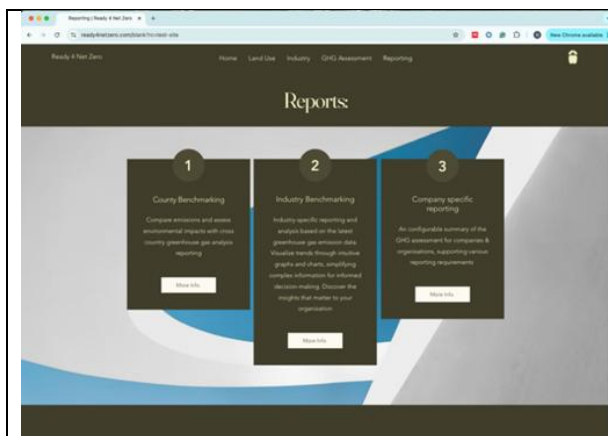 Reporting | Ready 4 Net Zero
ready4netzero.com/blank?rc=test-site
New Chrome available
Ready 4 Net Zero
Home Land Use Industry GHG Assessment Reporting
Reports:
1
County Benchmarking
Compare emissions and assess
environmental impacts with cross
country greenhouse gas analysis
reporting
More Info
2
Industry Benchmarking
Industry-specific reporting and
analysis based on the latest
greenhouse gas emission data.
Visualize trends through intuitive
graphs and charts, simplifying
complex information for informed
decision-making. Discover the
insights that matter to your
organisation
More Info
3
Company specific
reporting
An configurable summary of the
GHG assessment for companies &
organisations, supporting various
reporting requirements
More Info